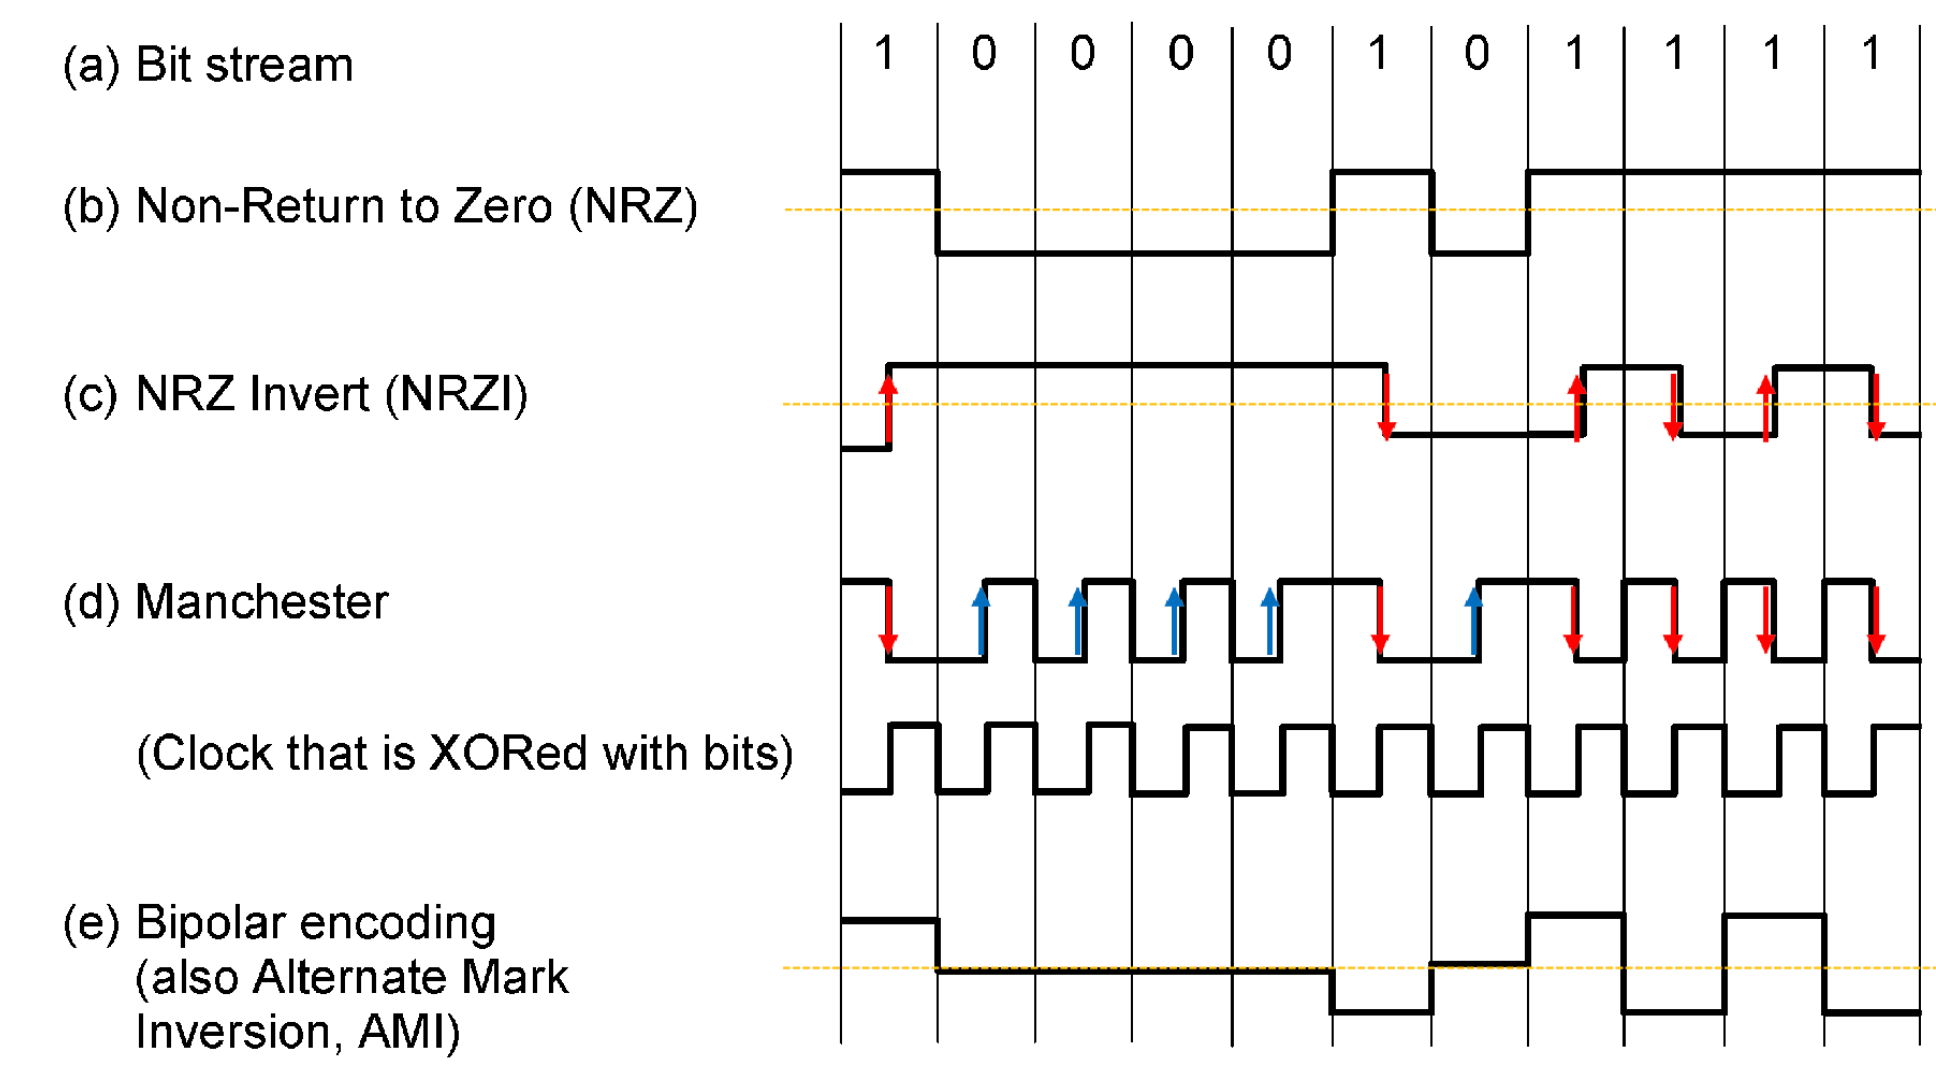 (a) Bit stream 1 0 0 0 0 1 0 1 1 1 1
(b) Non-Return to Zero (NRZ)
(c) NRZ Invert (NRZI)
(d) Manchester
(Clock that is XORed with bits)
(e) Bipolar encoding
(also Alternate Mark
Inversion, AMI)